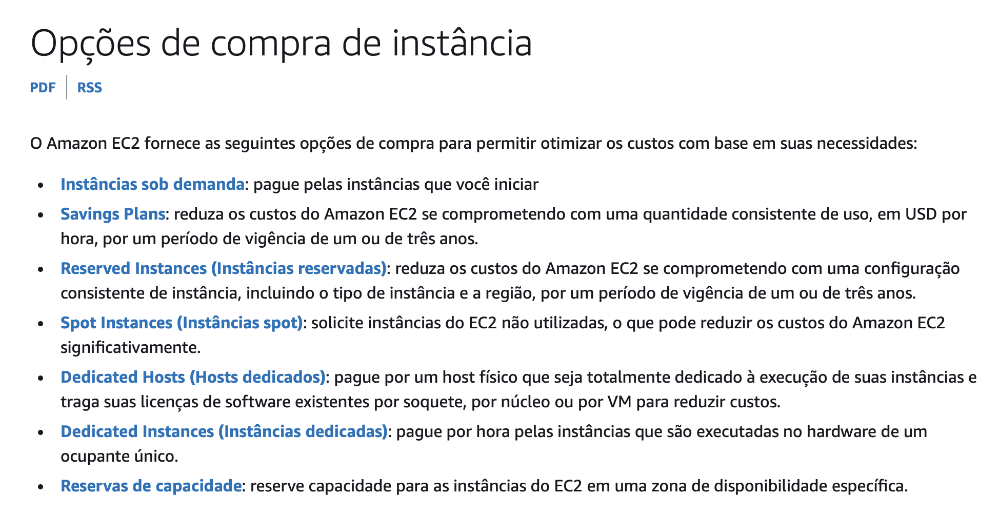 Opções de compra de instância
PDF | RSS
O Amazon EC2 fornece as seguintes opções de compra para permitir otimizar os custos com base em suas necessidades:
• Instâncias sob demanda: pague pelas instâncias que você iniciar
• Savings Plans: reduza os custos do Amazon EC2 se comprometendo com uma quantidade consistente de uso, em USD por
hora, por um período de vigência de um ou de três anos.
• Reserved Instances (Instâncias reservadas): reduza os custos do Amazon EC2 se comprometendo com uma configuração
consistente de instância, incluindo o tipo de instância e a região, por um período de vigência de um ou de três anos.
• Spot Instances (Instâncias spot): solicite instâncias do EC2 não utilizadas, o que pode reduzir os custos do Amazon EC2
significativamente.
• Dedicated Hosts (Hosts dedicados): pague por um host físico que seja totalmente dedicado à execução de suas instâncias e
traga suas licenças de software existentes por soquete, por núcleo ou por VM para reduzir custos.
• Dedicated Instances (Instâncias dedicadas): pague por hora pelas instâncias que são executadas no hardware de um
ocupante único.
• Reservas de capacidade: reserve capacidade para as instâncias do EC2 em uma zona de disponibilidade específica.